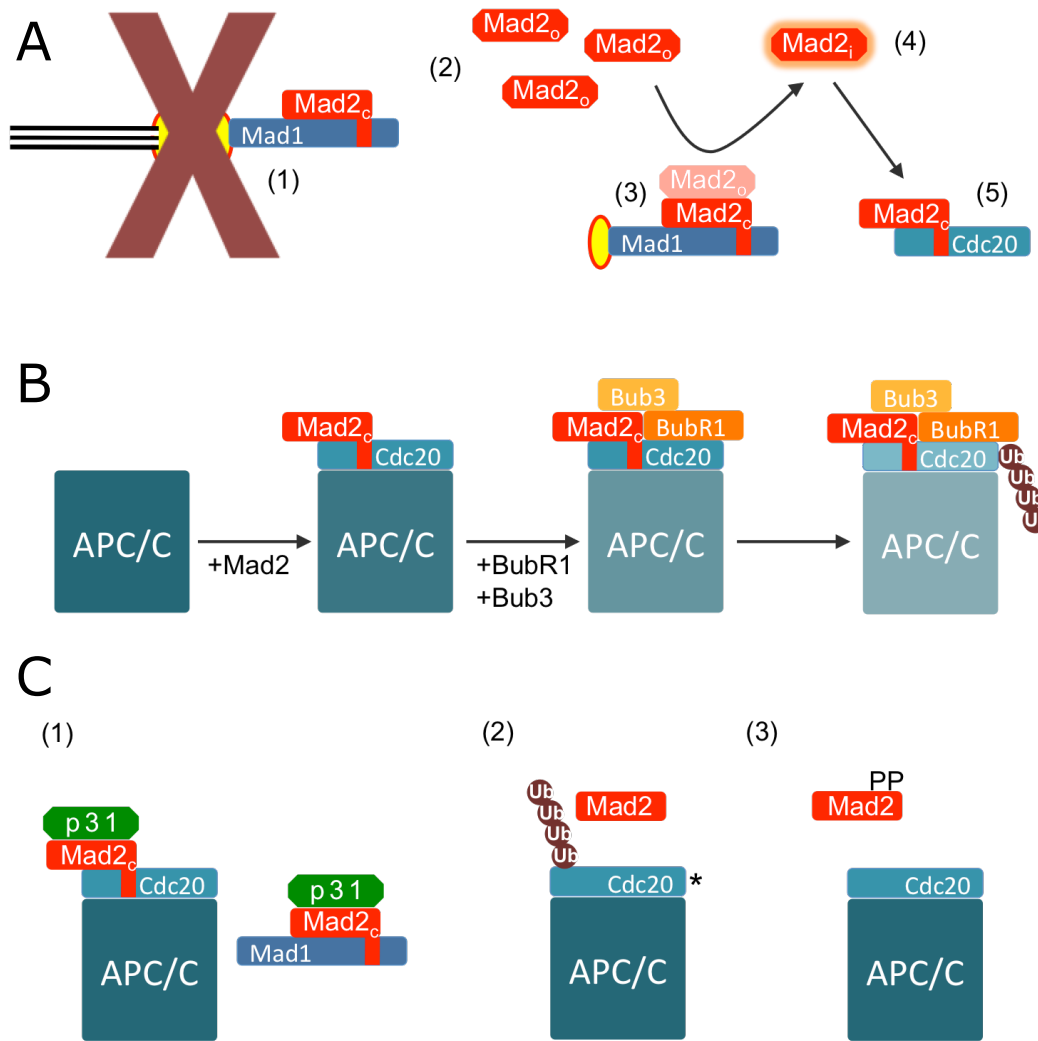 A
Mad2c
Mad1
(1)
(2)
Mad2o
Mad2o
Mad2o
Mad2i
(4)
(3)
Mad2o
Mad2c
Mad1
(5)
Mad2c
Cdc20
B
APC/C
+Mad2
Mad2c
Cdc20
APC/C
+BubR1
+Bub3
Bub3
Mad2c
BubR1
Cdc20
APC/C
Bub3
Mad2c
BubR1
Cdc20
Ub
Ub
Ub
U
APC/C
C
(1)
p31
Mad2c
Cdc20
APC/C
p31
Mad2c
Mad1
(2)
Ub
Ub
Ub
Ub
Mad2
Cdc20 *
APC/C
(3)
PP
Mad2
Cdc20
APC/C